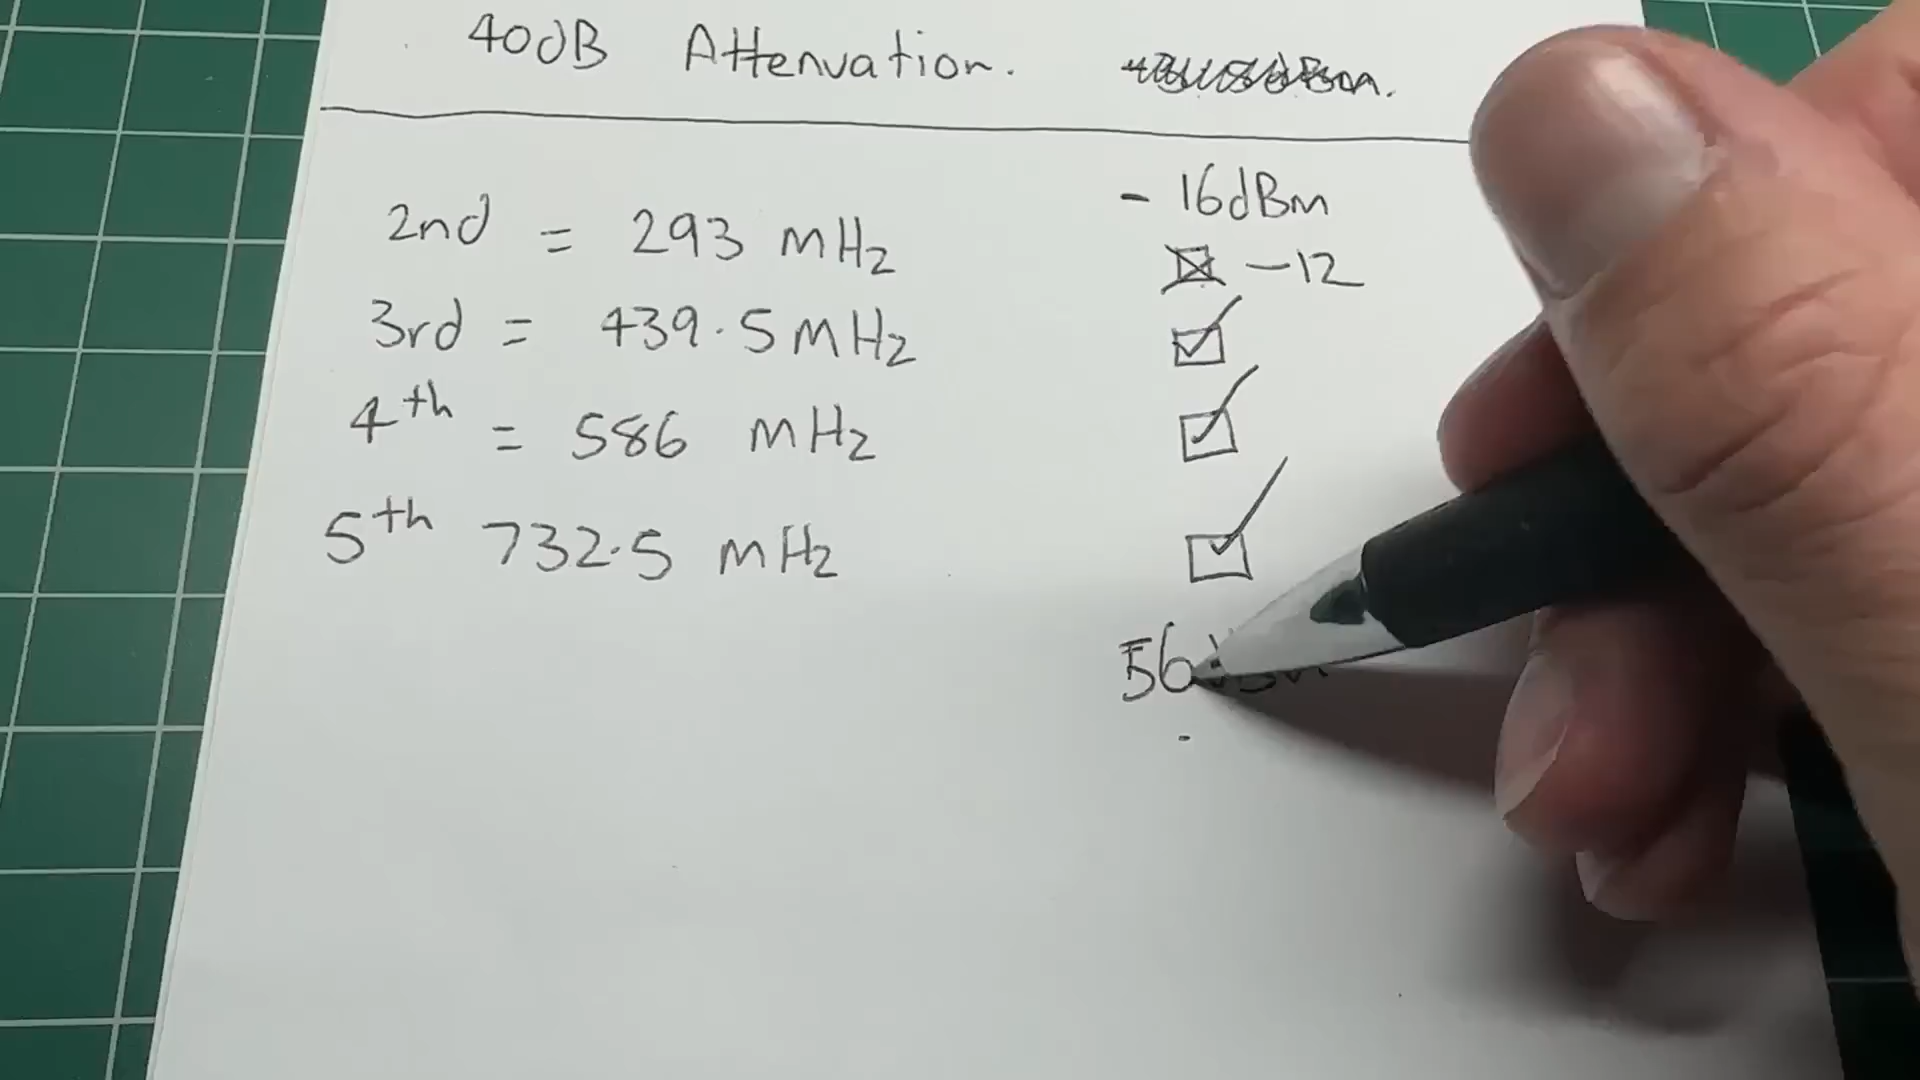 40dB Attenuation.
- 16dBm
2nd = 293 mHz -12
3rd = 439.5 mHz
4th = 586 mHz
5th 732.5 mHz
56